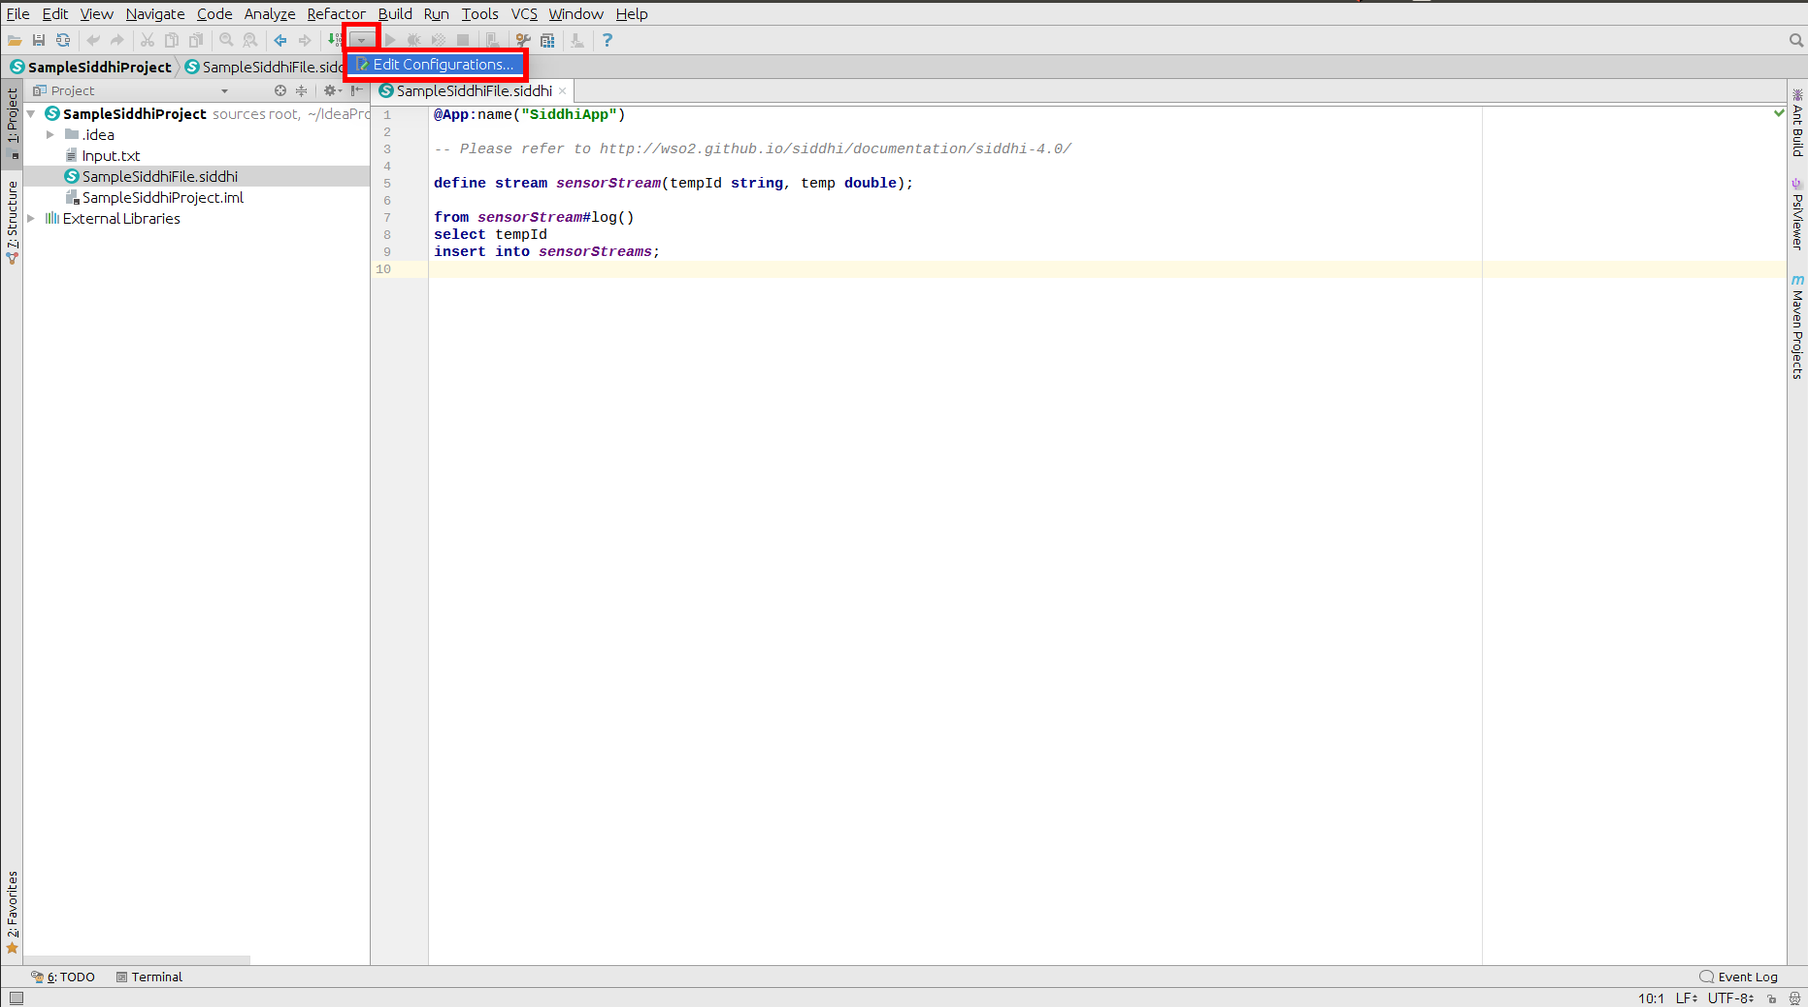 File Edit View Navigate Code Analyze Refactor Build Run Tools VCS Window Help
SampleSiddhiProject SampleSiddhiFile.sidd
Edit Configurations...
Project
SampleSiddhiFile.siddhi
1: Project
7: Structure
2: Favorites
SampleSiddhiProject sources root, ~/IdeaPro
.idea
Input.txt
SampleSiddhiFile.siddhi
SampleSiddhiProject.iml
External Libraries
1 @App:name("SiddhiApp")
2
3 -- Please refer to http://wso2.github.io/siddhi/documentation/siddhi-4.0/
4
5 define stream sensorStream(tempId string, temp double);
6
7 from sensorStream#log()
8 select tempId
9 insert into sensorStreams;
10
Ant Build
PsiViewer
Maven Projects
6: TODO Terminal Event Log
10:1 LF UTF-8